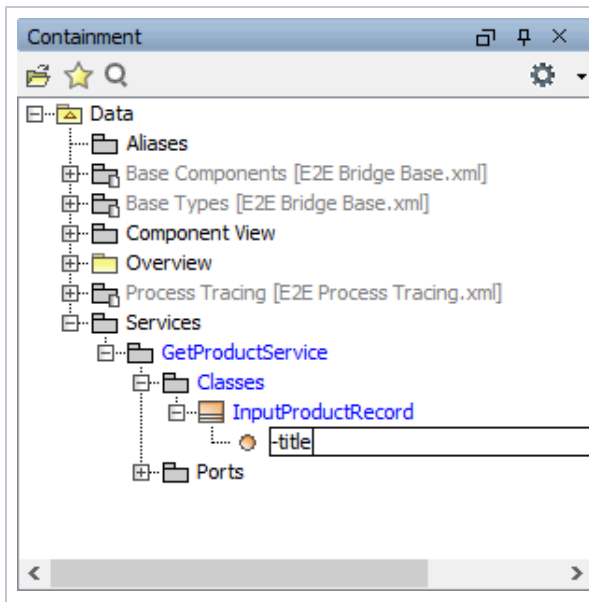 Containment
Data
Aliases
Base Components [E2E Bridge Base.xml]
Base Types [E2E Bridge Base.xml]
Component View
Overview
Process Tracing [E2E Process Tracing.xml]
Services
GetProductService
Classes
InputProductRecord
-title
Ports